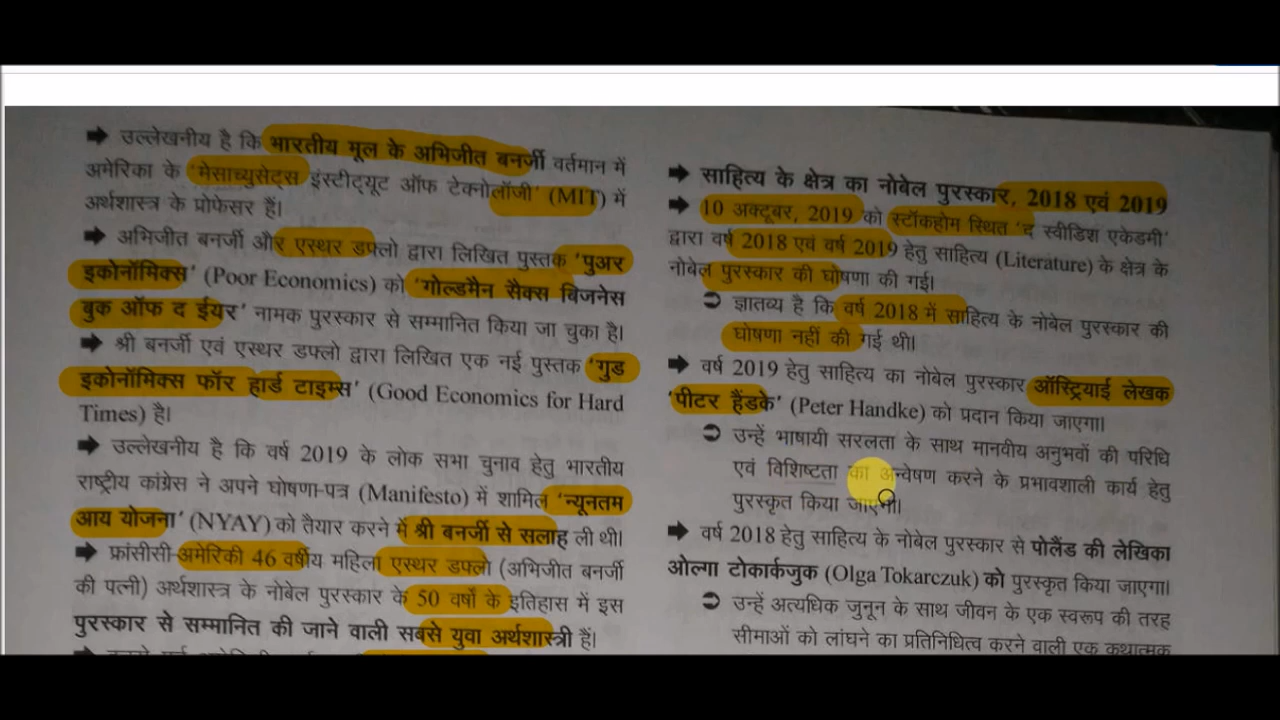 ➡ उल्लेखनीय है कि भारतीय मूल के अभिजीत बनर्जी वर्तमान में
अमेरिका के 'मेसाच्युसेट्स इंस्टीट्यूट ऑफ टेक्नोलॉजी' (MIT) में
अर्थशास्त्र के प्रोफेसर हैं।
➡ अभिजीत बनर्जी और एस्थर डफ्लो द्वारा लिखित पुस्तक 'पुअर
इकोनॉमिक्स' (Poor Economics) को 'गोल्डमैन सैक्स बिजनेस
बुक ऑफ द ईयर' नामक पुरस्कार से सम्मानित किया जा चुका है।
➡ श्री बनर्जी एवं एस्थर डफ्लो द्वारा लिखित एक नई पुस्तक 'गुड
इकोनॉमिक्स फॉर हार्ड टाइम्स' (Good Economics for Hard
Times) है।
➡ उल्लेखनीय है कि वर्ष 2019 के लोक सभा चुनाव हेतु भारतीय
राष्ट्रीय कांग्रेस ने अपने घोषणा-पत्र (Manifesto) में शामिल 'न्यूनतम
आय योजना' (NYAY) को तैयार करने में श्री बनर्जी से सलाह ली थी।
➡ फ्रांसीसी-अमेरिकी 46 वर्षीय महिला एस्थर डफ्लो (अभिजीत बनर्जी
की पत्नी) अर्थशास्त्र के नोबेल पुरस्कार के 50 वर्षों के इतिहास में इस
पुरस्कार से सम्मानित की जाने वाली सबसे युवा अर्थशास्त्री हैं।
➡ साहित्य के क्षेत्र का नोबेल पुरस्कार, 2018 एवं 2019
➡ 10 अक्टूबर, 2019 को स्टॉकहोम स्थित 'द स्वीडिश एकेडमी'
द्वारा वर्ष 2018 एवं वर्ष 2019 हेतु साहित्य (Literature) के क्षेत्र के
नोबेल पुरस्कार की घोषणा की गई।
➲ ज्ञातव्य है कि वर्ष 2018 में साहित्य के नोबेल पुरस्कार की
घोषणा नहीं की गई थी।
➡ वर्ष 2019 हेतु साहित्य का नोबेल पुरस्कार ऑस्ट्रियाई लेखक
'पीटर हैंडके' (Peter Handke) को प्रदान किया जाएगा।
➲ उन्हें भाषायी सरलता के साथ मानवीय अनुभवों की परिधि
एवं विशिष्टता का अन्वेषण करने के प्रभावशाली कार्य हेतु
पुरस्कृत किया
➡ वर्ष 2018 हेतु साहित्य के नोबेल पुरस्कार से पोलैंड की लेखिका
ओल्गा टोकार्कजुक (Olga Tokarczuk) को पुरस्कृत किया जाएगा।
➲ उन्हें अत्यधिक जुनून के साथ जीवन के एक स्वरूप की तरह
सीमाओं को लांघने का प्रतिनिधित्व करने वाली एक कथात्मक